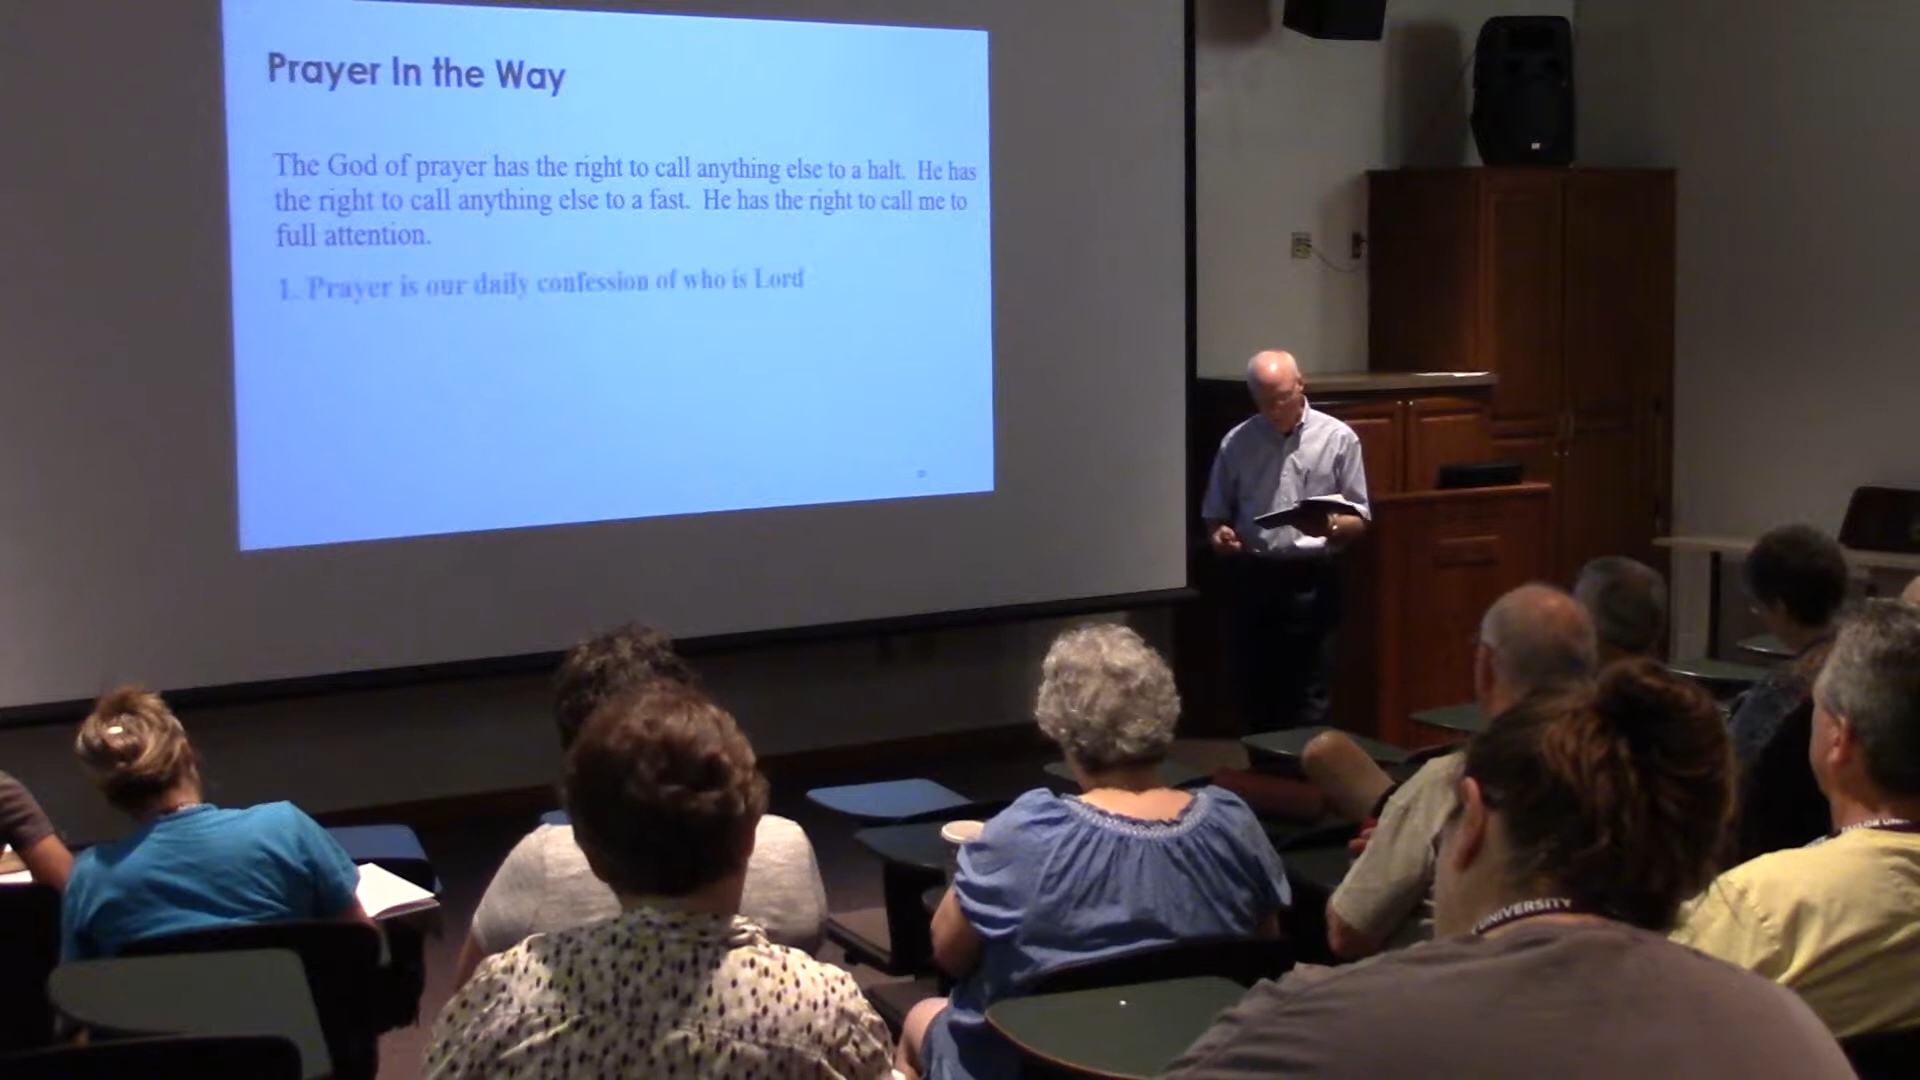 Prayer In the Way
The God of prayer has the right to call anything else to a halt. He has
the right to call anything else to a fast. He has the right to call me to
full attention.
1. Prayer is our daily confession of who is Lord
UNIVERSITY